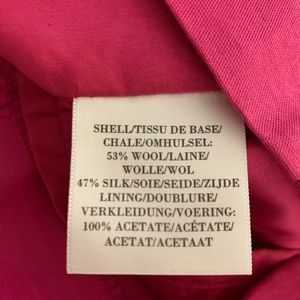 SHELL/TISSU DE BASE/
CHALE/OMHULSEL:
53% WOOL/LAINE/
WOLLE/WOL
47% SILK/SOIE/SEIDE/ZIJDE
LINING/DOUBLURE/
VERKLEIDUNG/VOERING:
100% ACETATE/ACÉTATE/
ACETAT/ACETAAT